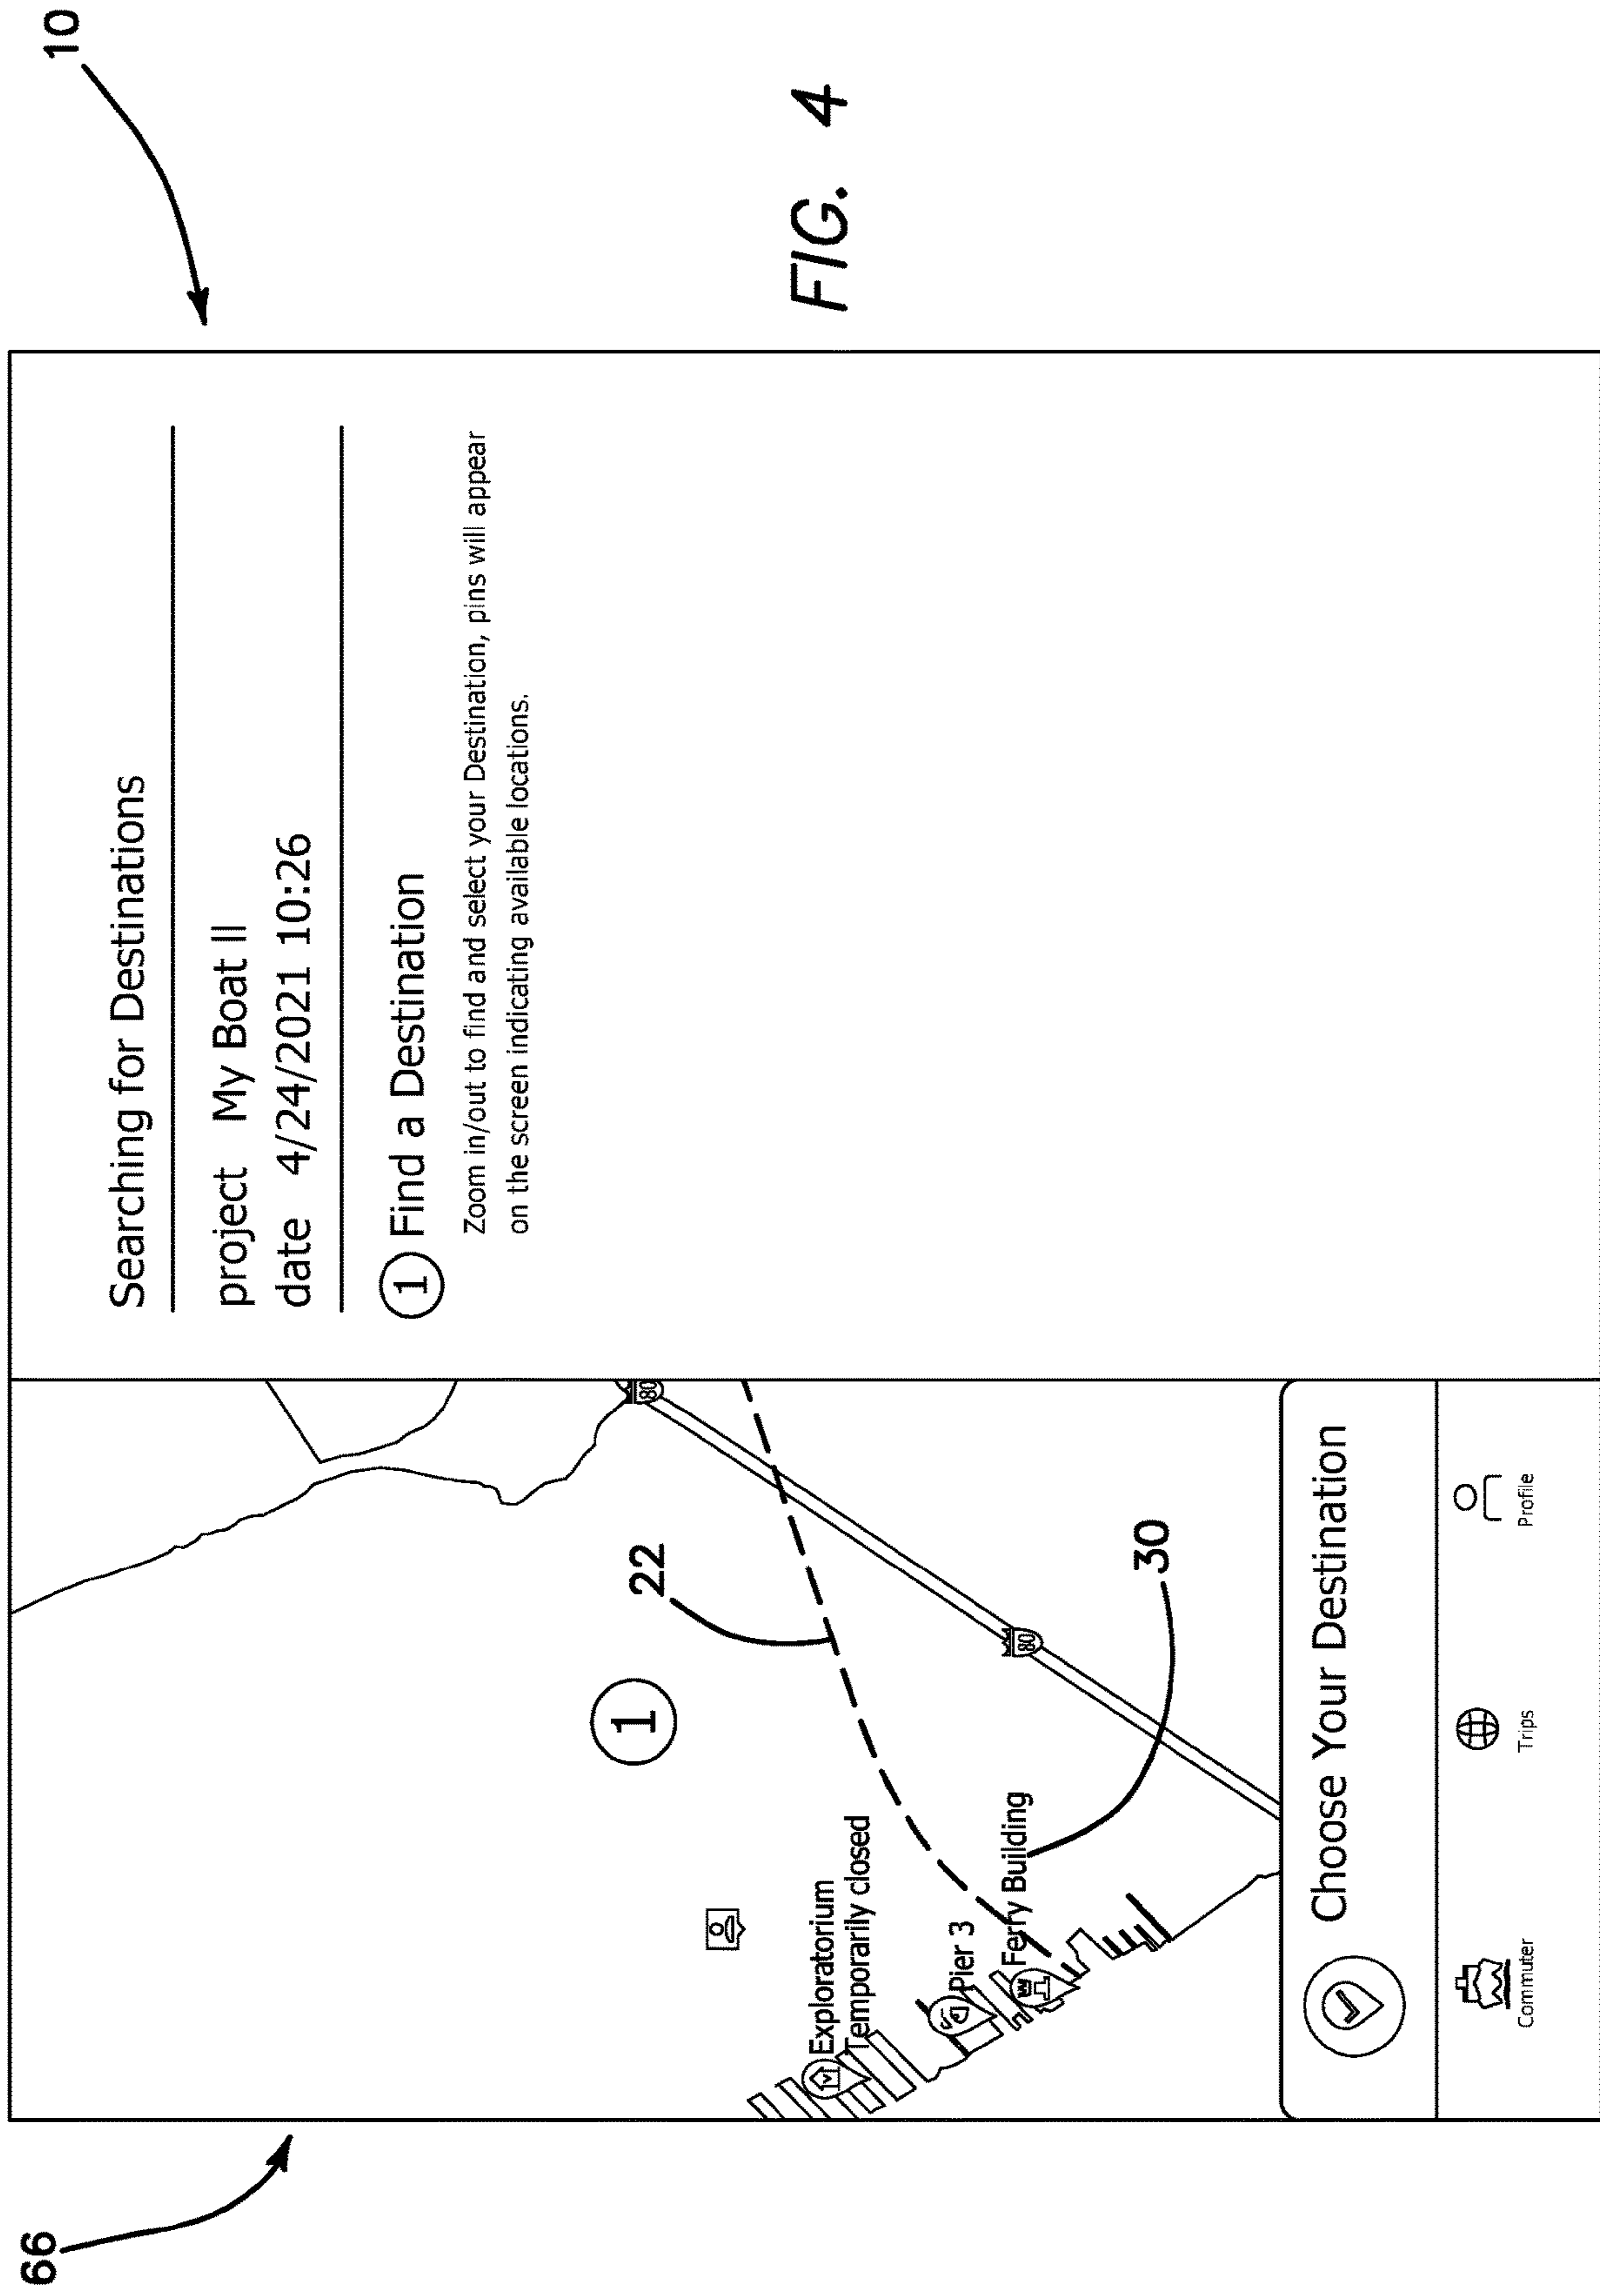 66
10
80
22
1
80
30
Exploratorium
Temporarily closed
Pier 3
Ferry Building
Choose Your Destination
Commuter
Trips
Profile
Searching for Destinations
project My Boat II
date 4/24/2021 10:26
1 Find a Destination
Zoom in/out to find and select your Destination, pins will appear
on the screen indicating available locations.
FIG. 4